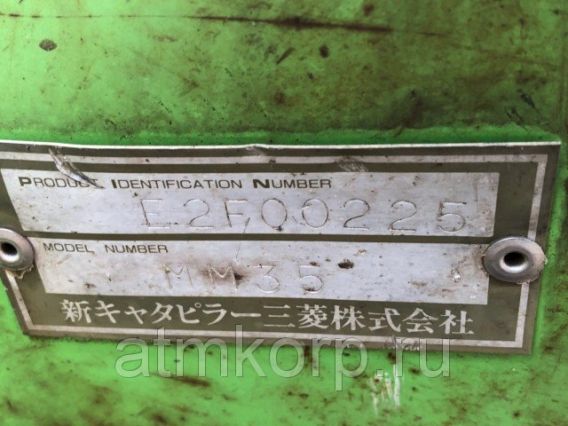 PRODUCT IDENTIFICATION NUMBER
E2F00225
MODEL NUMBER
MM35
新キャタピラー三菱株式会社
atmkorp.ru